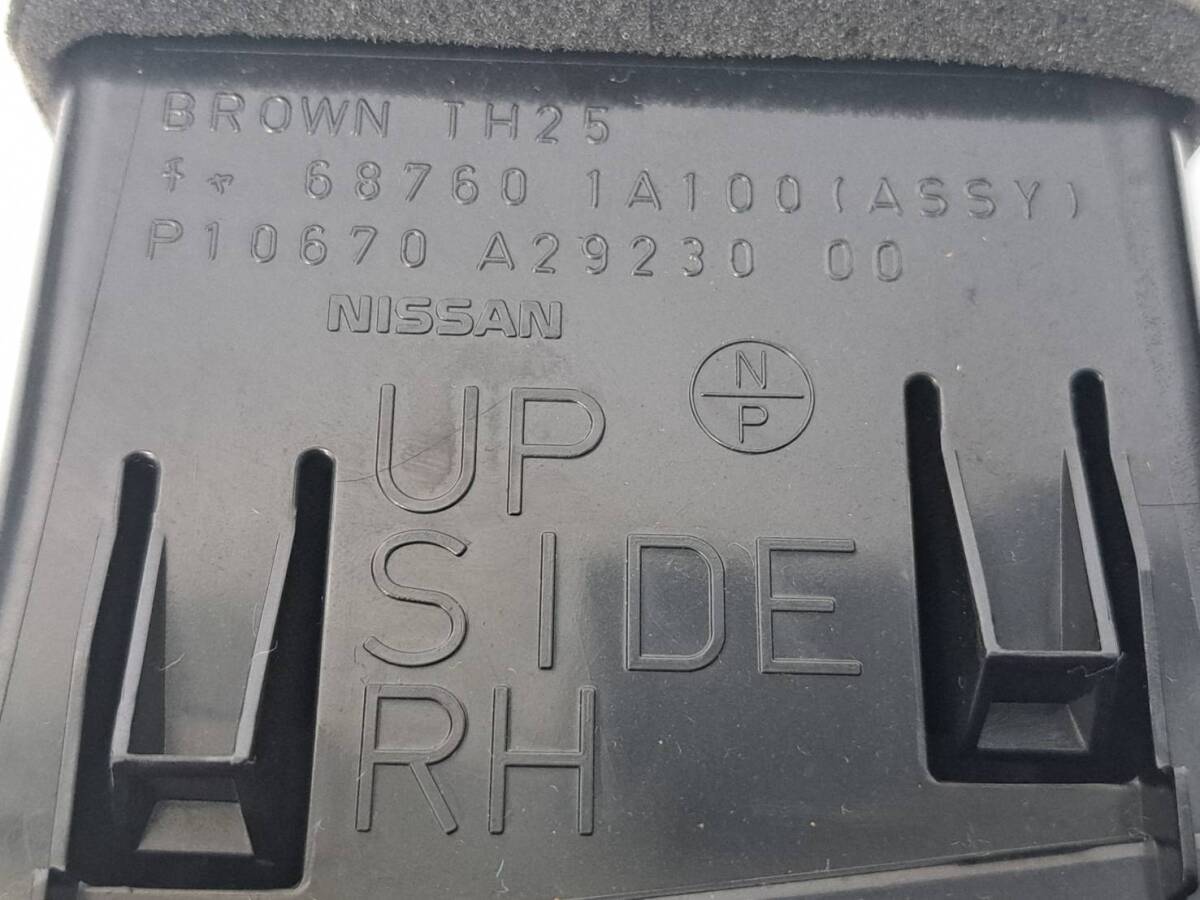 BROWN TH25
チャ 68760 1A100(ASSY)
P10670 A29230 00
NISSAN
N
P
UP
SIDE
RH